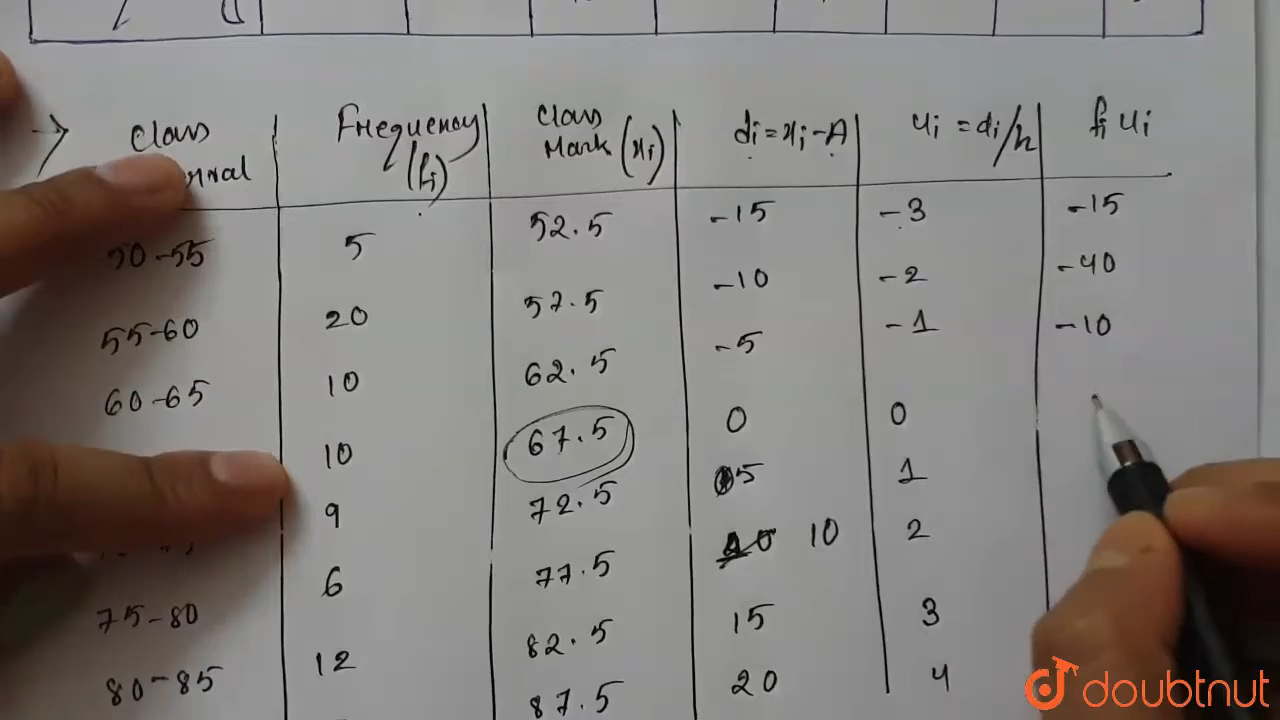 Class Frequency Class di=xi-A ui=di/h fi ui
(fi) Mark (xi)
50-55 5 52.5 -15 -3 -15
55-60 20 57.5 -10 -2 -40
60-65 10 62.5 -5 -1 -10
10 67.5 0 0
9 72.5 5 1
6 77.5 10 2
75-80 12 82.5 15 3
80-85 87.5 20 4
doubtnut